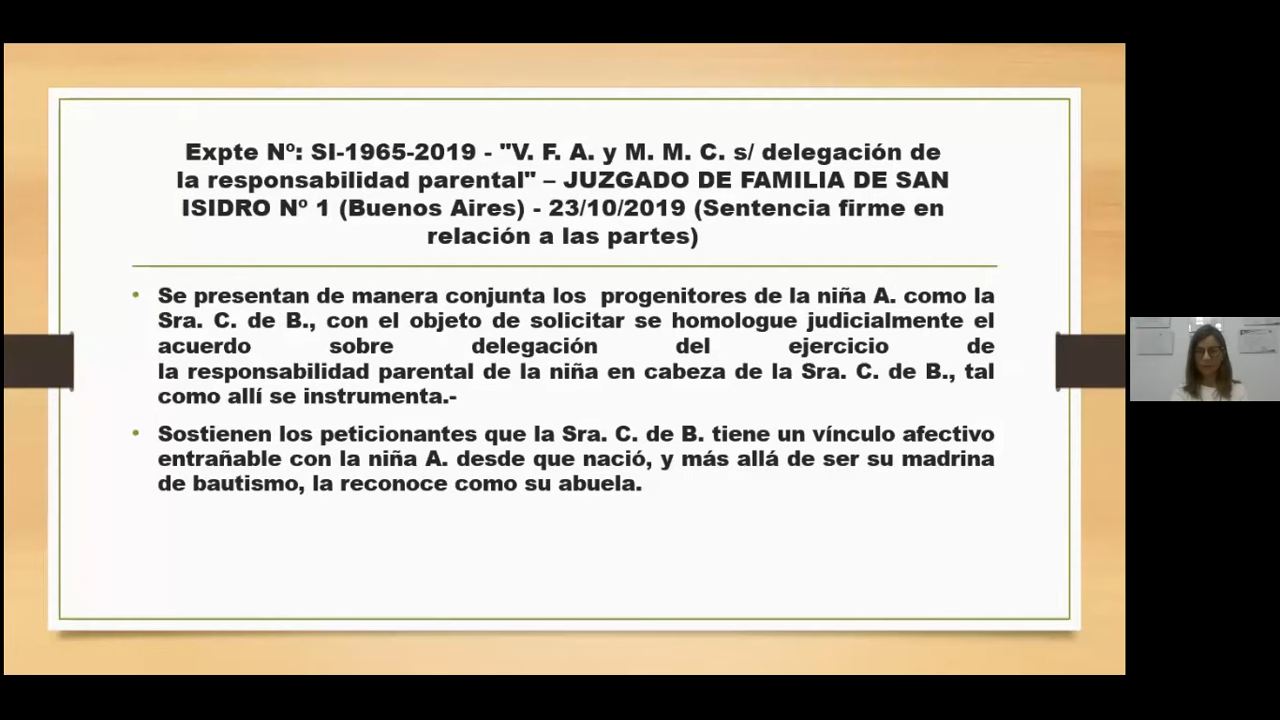 Expte Nº: SI-1965-2019 - "V. F. A. y M. M. C. s/ delegación de
la responsabilidad parental" – JUZGADO DE FAMILIA DE SAN
ISIDRO Nº 1 (Buenos Aires) - 23/10/2019 (Sentencia firme en
relación a las partes)
• Se presentan de manera conjunta los progenitores de la niña A. como la
Sra. C. de B., con el objeto de solicitar se homologue judicialmente el
acuerdo sobre delegación del ejercicio de
la responsabilidad parental de la niña en cabeza de la Sra. C. de B., tal
como allí se instrumenta.-
• Sostienen los peticionantes que la Sra. C. de B. tiene un vínculo afectivo
entrañable con la niña A. desde que nació, y más allá de ser su madrina
de bautismo, la reconoce como su abuela.